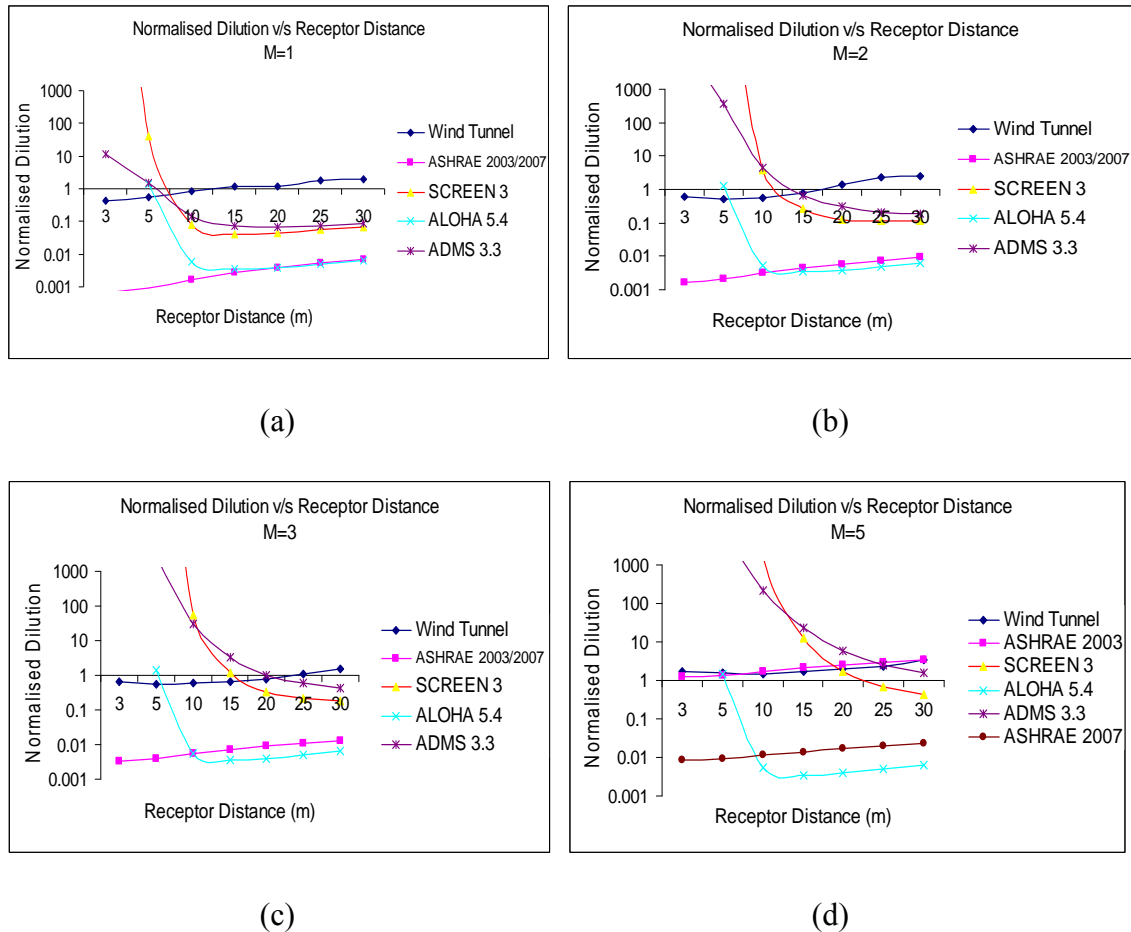 Normalised Dilution v/s Receptor Distance
M=1
Normalised Dilution
1000
100
10
1
0.1
0.01
0.001
3 5 10 15 20 25 30
Receptor Distance (m)
Wind Tunnel
ASHRAE 2003/2007
SCREEN 3
ALOHA 5.4
ADMS 3.3
(a)
Normalised Dilution v/s Receptor Distance
M=2
Normalised Dilution
1000
100
10
1
0.1
0.01
0.001
3 5 10 15 20 25 30
Receptor Distance (m)
Wind Tunnel
ASHRAE 2003/2007
SCREEN 3
ALOHA 5.4
ADMS 3.3
(b)
Normalised Dilution v/s Receptor Distance
M=3
Normalised Dilution
1000
100
10
1
0.1
0.01
0.001
3 5 10 15 20 25 30
Receptor Distance (m)
Wind Tunnel
ASHRAE 2003/2007
SCREEN 3
ALOHA 5.4
ADMS 3.3
(c)
Normalised Dilution v/s Receptor Distance
M=5
Normalised Dilution
1000
100
10
1
0.1
0.01
0.001
3 5 10 15 20 25 30
Receptor Distance (m)
Wind Tunnel
ASHRAE 2003
SCREEN 3
ALOHA 5.4
ADMS 3.3
ASHRAE 2007
(d)